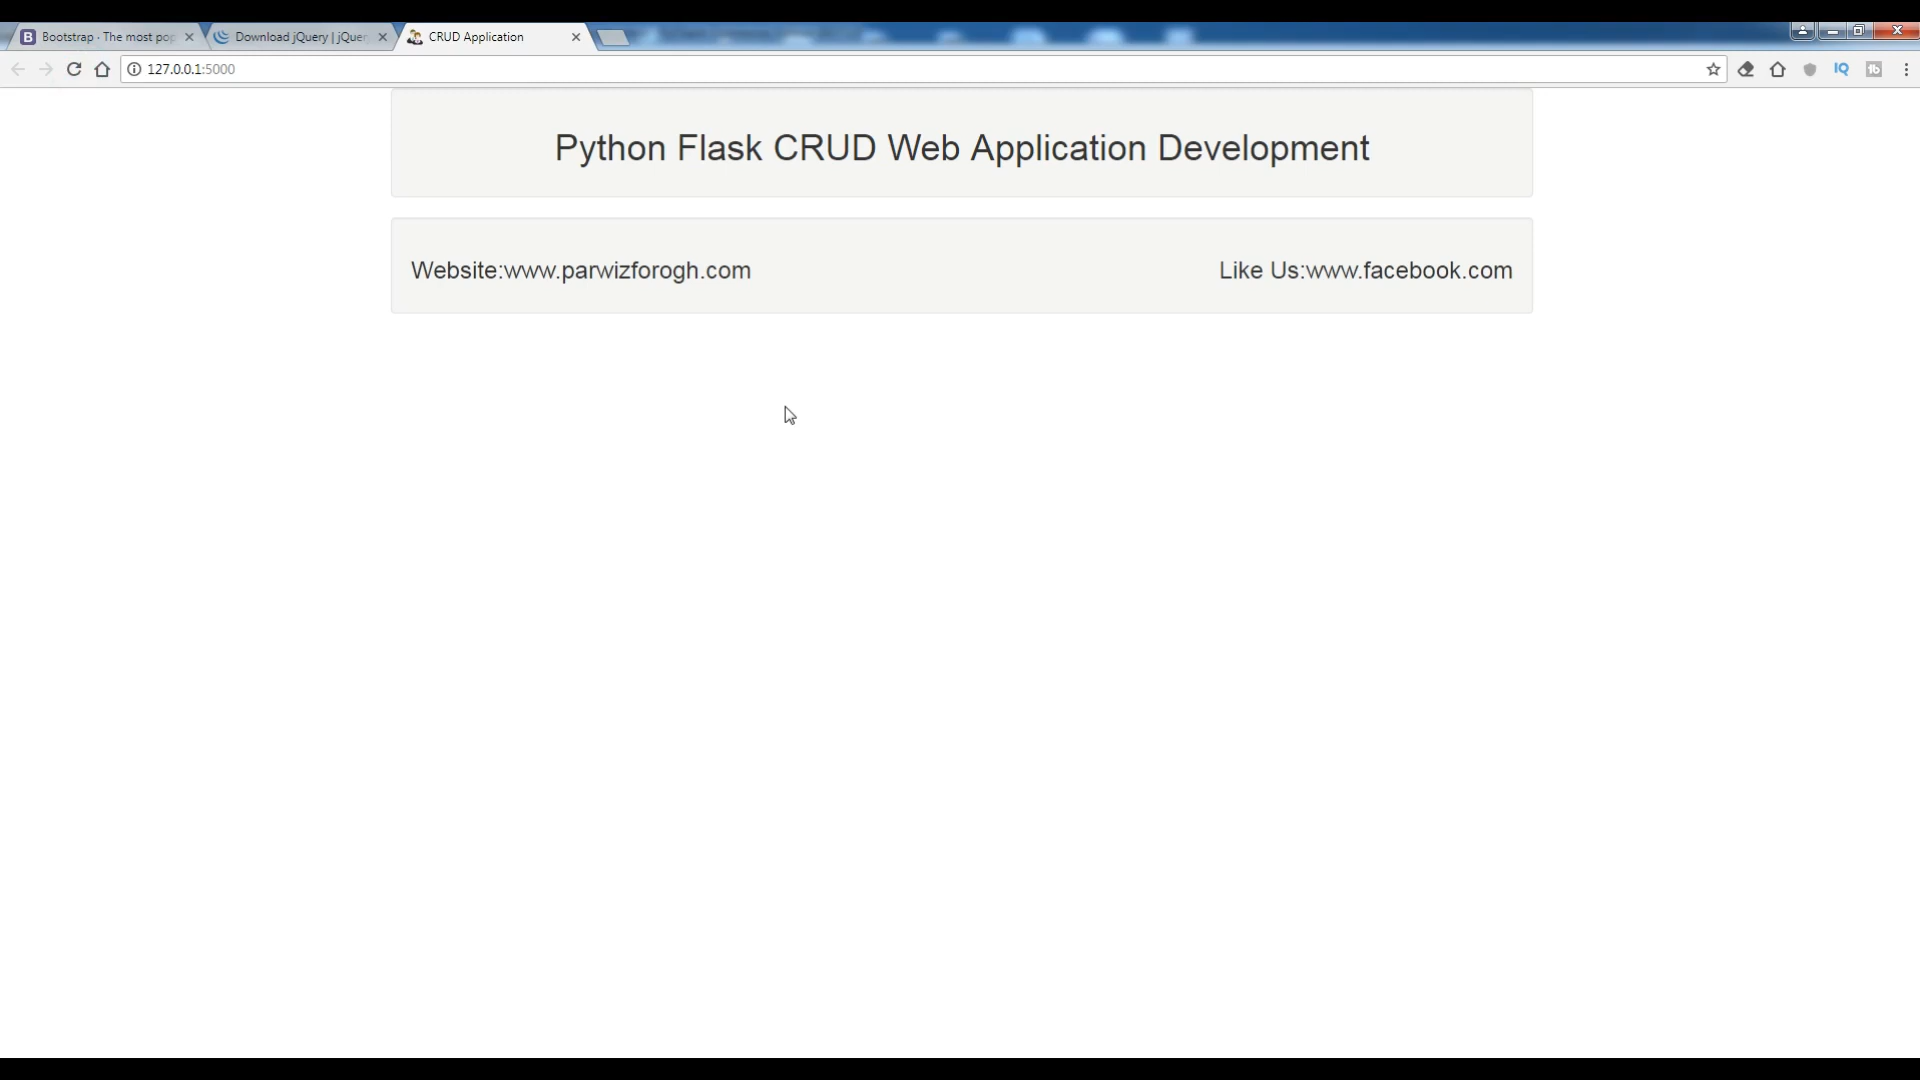 Bootstrap · The most pop
Download jQuery | jQuer
CRUD Application
127.0.0.1:5000
IQ
Python Flask CRUD Web Application Development
Website:www.parwizforogh.com
Like Us:www.facebook.com